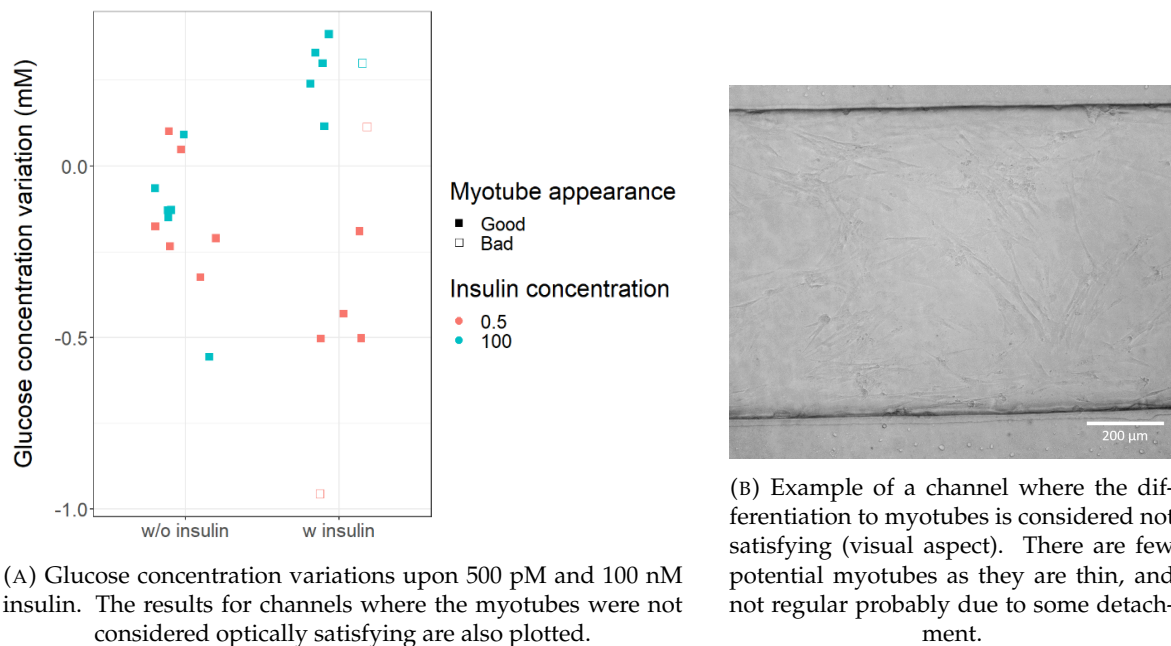 Glucose concentration variation (mM)
0.0
-0.5
-1.0
w/o insulin
w insulin
Myotube appearance
Good
Bad
Insulin concentration
0.5
100
200 µm
(A) Glucose concentration variations upon 500 pM and 100 nM
insulin. The results for channels where the myotubes were not
considered optically satisfying are also plotted.
(B) Example of a channel where the dif-
ferentiation to myotubes is considered not
satisfying (visual aspect). There are few
potential myotubes as they are thin, and
not regular probably due to some detach-
ment.